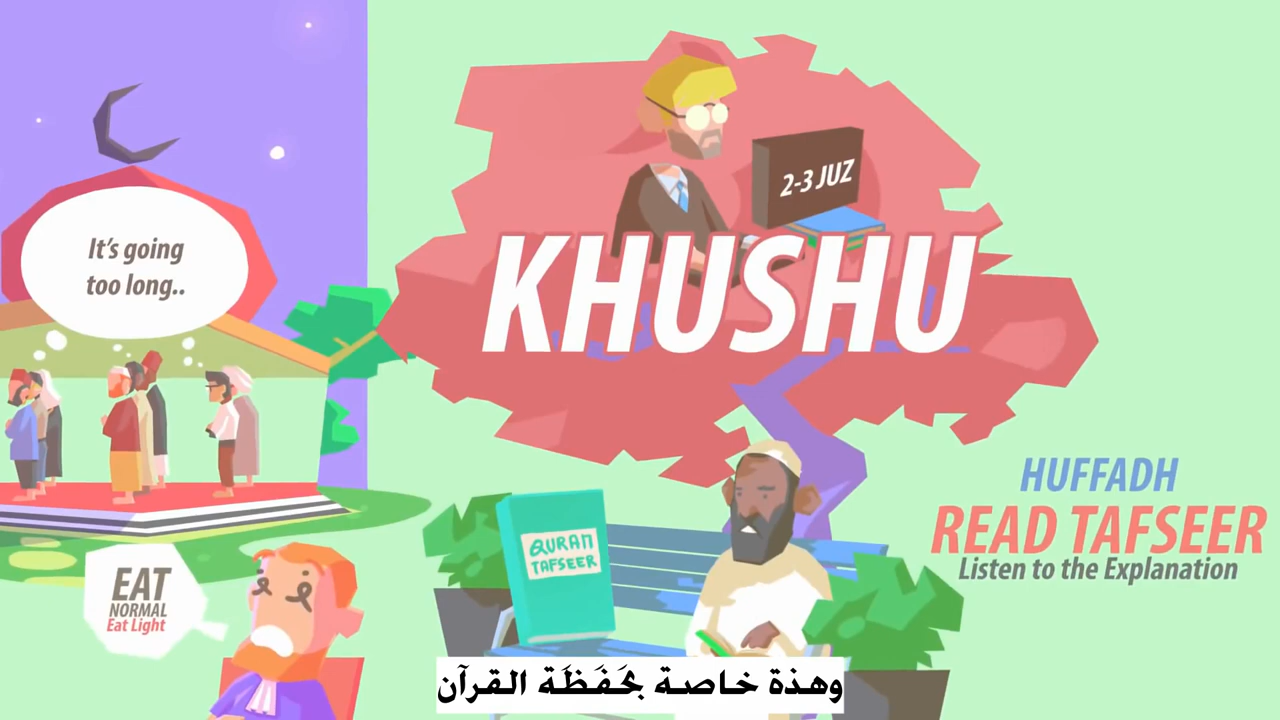 It's going
too long..
2-3 JUZ
KHUSHU
EAT
NORMAL
Eat Light
QURAN
TAFSEER
HUFFADH
READ TAFSEER
Listen to the Explanation
وهذة خاصة بحَفَظَة القرآن